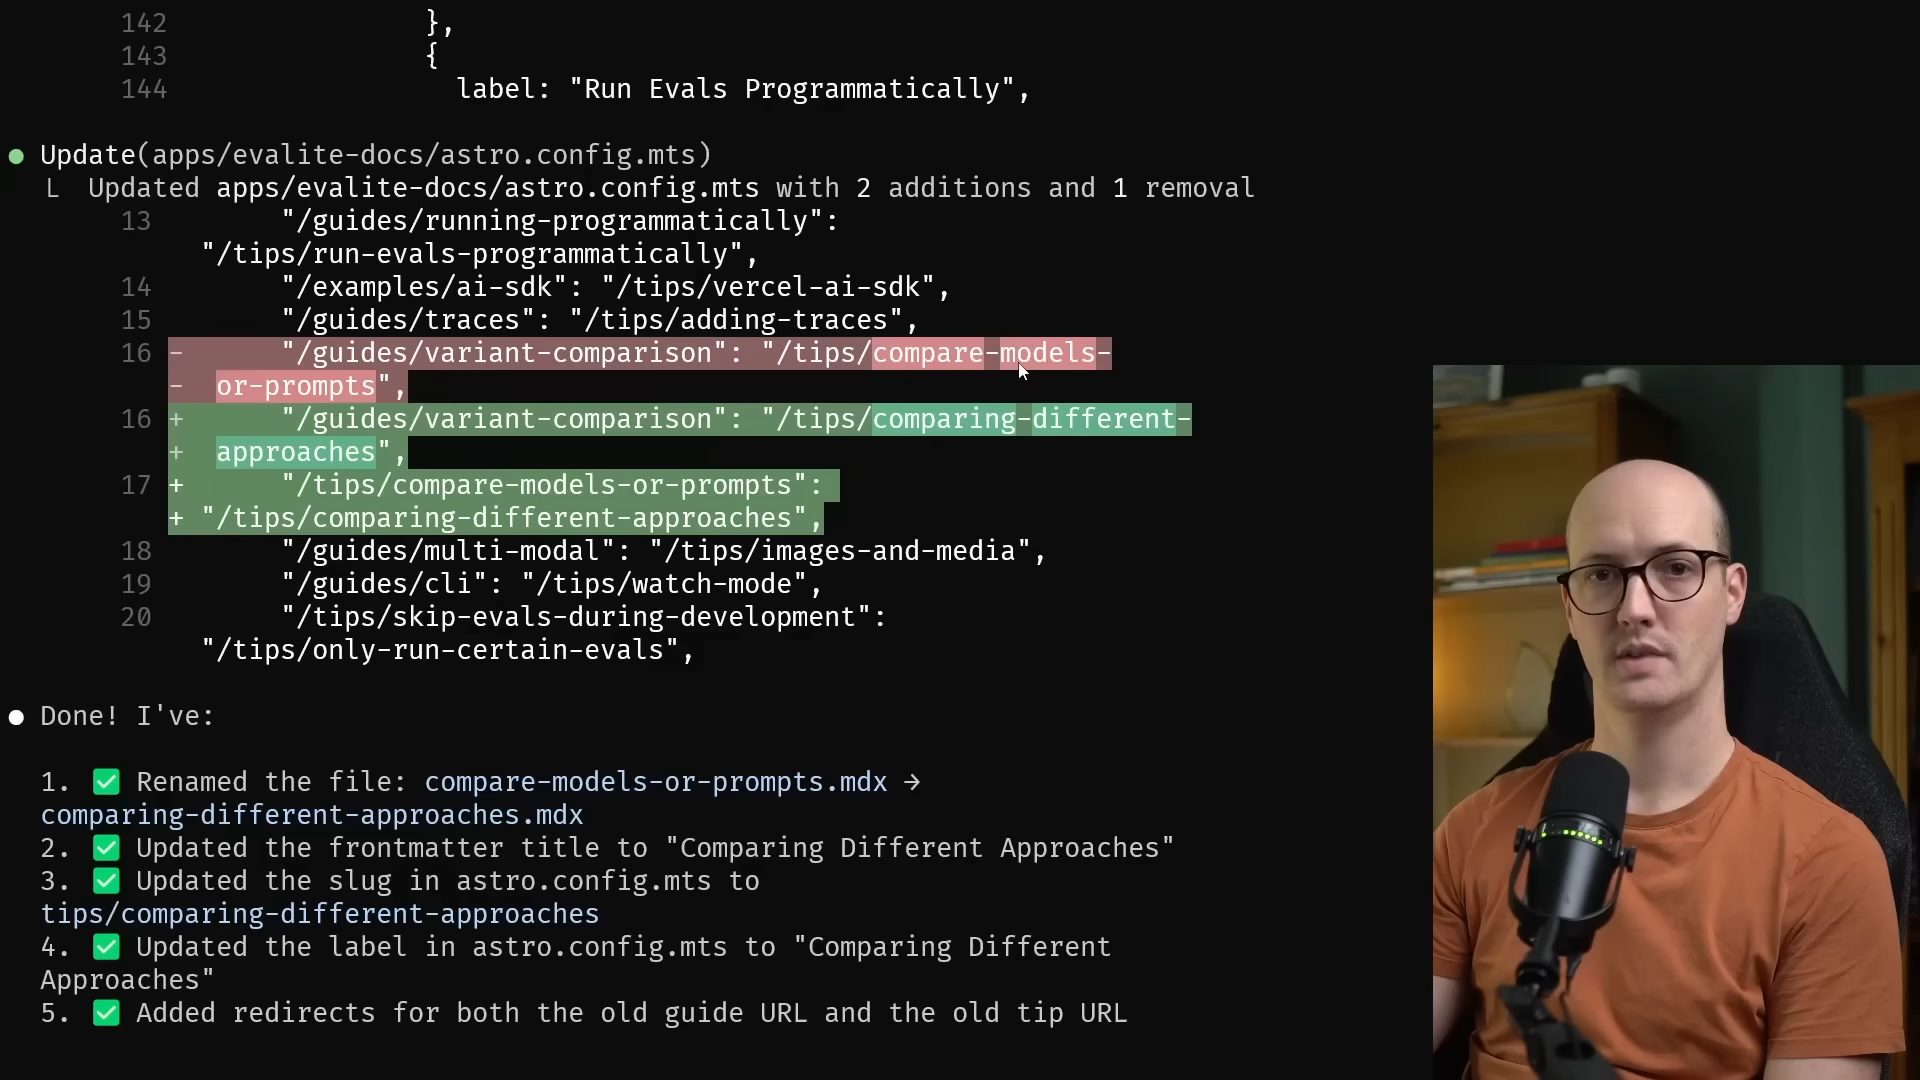 142 },
143 {
144 label: "Run Evals Programmatically",
● Update(apps/evalite-docs/astro.config.mts)
L Updated apps/evalite-docs/astro.config.mts with 2 additions and 1 removal
13 "/guides/running-programmatically":
"/tips/run-evals-programmatically",
14 "/examples/ai-sdk": "/tips/vercel-ai-sdk",
15 "/guides/traces": "/tips/adding-traces",
16 - "/guides/variant-comparison": "/tips/compare-models-
- or-prompts",
16 + "/guides/variant-comparison": "/tips/comparing-different-
+ approaches",
17 + "/tips/compare-models-or-prompts":
+ "/tips/comparing-different-approaches",
18 "/guides/multi-modal": "/tips/images-and-media",
19 "/guides/cli": "/tips/watch-mode",
20 "/tips/skip-evals-during-development":
"/tips/only-run-certain-evals",
● Done! I've:
1. ✅ Renamed the file: compare-models-or-prompts.mdx →
comparing-different-approaches.mdx
2. ✅ Updated the frontmatter title to "Comparing Different Approaches"
3. ✅ Updated the slug in astro.config.mts to
tips/comparing-different-approaches
4. ✅ Updated the label in astro.config.mts to "Comparing Different
Approaches"
5. ✅ Added redirects for both the old guide URL and the old tip URL